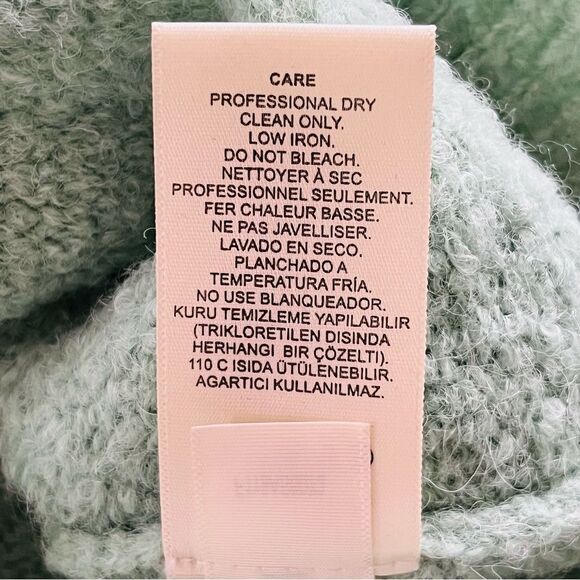 CARE
PROFESSIONAL DRY
CLEAN ONLY.
LOW IRON.
DO NOT BLEACH.
NETTOYER À SEC
PROFESSIONNEL SEULEMENT.
FER CHALEUR BASSE.
NE PAS JAVELLISER.
LAVADO EN SECO.
PLANCHADO A
TEMPERATURA FRÍA.
NO USE BLANQUEADOR.
KURU TEMIZLEME YAPILABILIR
(TRIKLORETILEN DISINDA
HERHANGI BIR ÇÖZELTI).
110 C ISIDA ÜTÜLENEBILIR.
AGARTICI KULLANILMAZ.